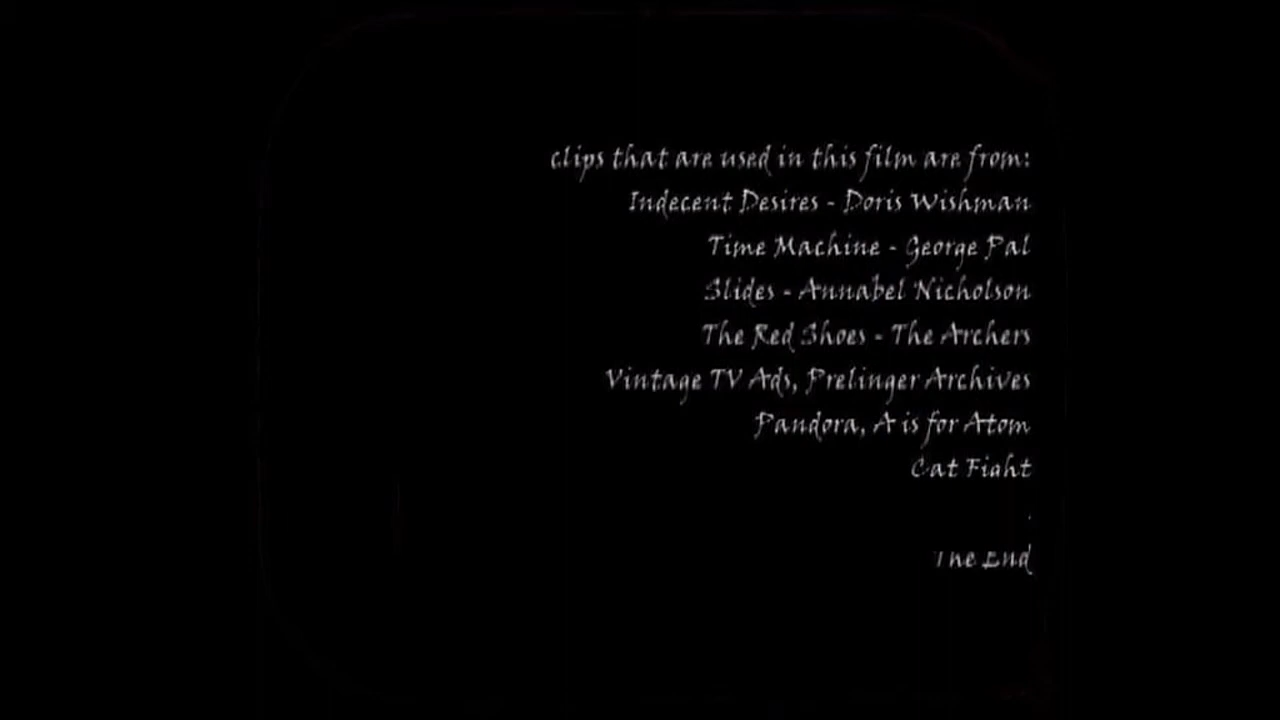 clips that are used in this film are from:
Indecent Desires - Doris Wishman
Time Machine - George Pal
Slides - Annabel Nicholson
The Red Shoes - The Archers
Vintage TV Ads, Prelinger Archives
Pandora, A is for Atom
Cat Fight
.
The End